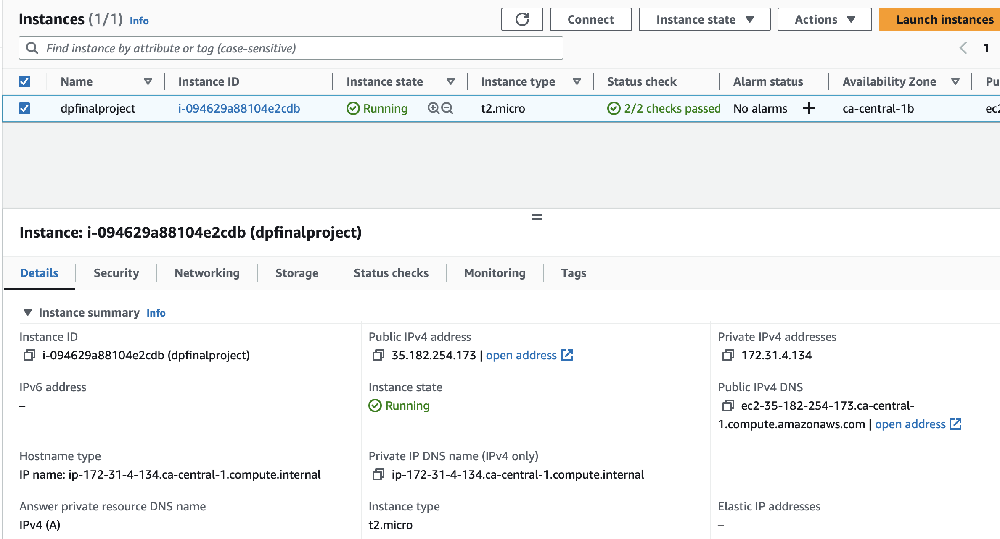 Instances (1/1) Info
Connect
Instance state
Actions
Launch instances
Find instance by attribute or tag (case-sensitive)
1
Name Instance ID Instance state Instance type Status check Alarm status Availability Zone Pu
dpfinalproject i-094629a88104e2cdb Running t2.micro 2/2 checks passed No alarms + ca-central-1b ec2
Instance: i-094629a88104e2cdb (dpfinalproject)
Details Security Networking Storage Status checks Monitoring Tags
Instance summary Info
Instance ID
i-094629a88104e2cdb (dpfinalproject)
Public IPv4 address
35.182.254.173 | open address
Private IPv4 addresses
172.31.4.134
IPv6 address
–
Instance state
Running
Public IPv4 DNS
ec2-35-182-254-173.ca-central-
1.compute.amazonaws.com | open address
Hostname type
IP name: ip-172-31-4-134.ca-central-1.compute.internal
Private IP DNS name (IPv4 only)
ip-172-31-4-134.ca-central-1.compute.internal
Answer private resource DNS name
IPv4 (A)
Instance type
t2.micro
Elastic IP addresses
–